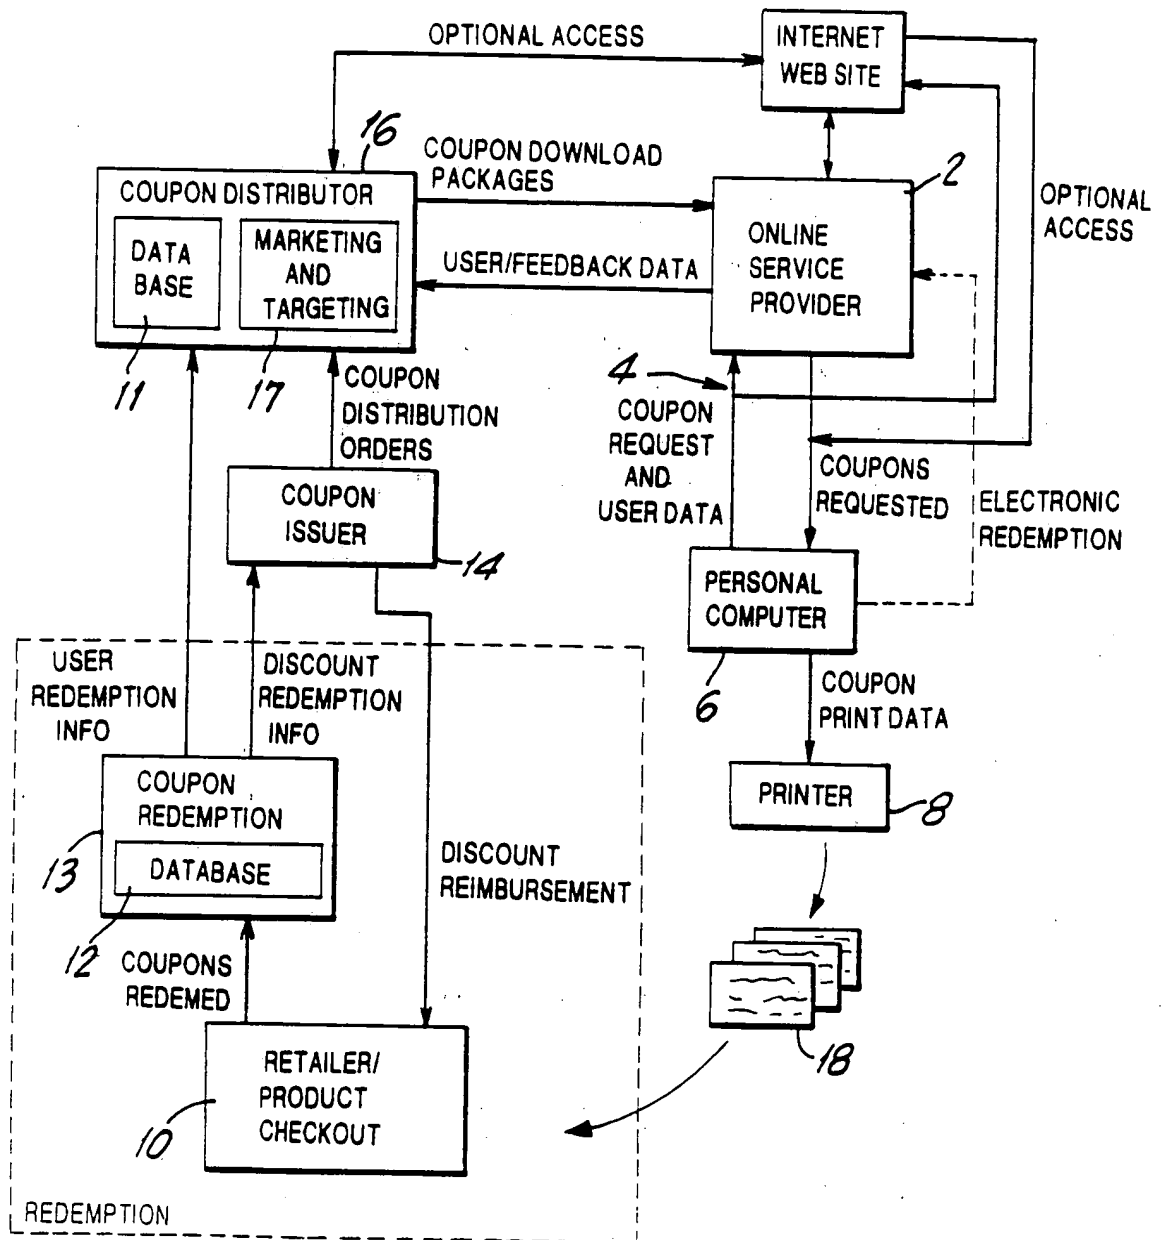 OPTIONAL ACCESS
INTERNET
WEB SITE
16
COUPON DOWNLOAD
PACKAGES
2
OPTIONAL
ACCESS
COUPON DISTRIBUTOR
DATA
BASE
MARKETING
AND
TARGETING
USER/FEEDBACK DATA
ONLINE
SERVICE
PROVIDER
11
17
COUPON
DISTRIBUTION
ORDERS
4
COUPON
REQUEST
AND
USER DATA
COUPONS
REQUESTED
ELECTRONIC
REDEMPTION
COUPON
ISSUER
14
PERSONAL
COMPUTER
6
USER
REDEMPTION
INFO
DISCOUNT
REDEMPTION
INFO
COUPON
PRINT DATA
COUPON
REDEMPTION
DATABASE
13
12
PRINTER
8
DISCOUNT
REIMBURSEMENT
COUPONS
REDEMED
18
RETAILER/
PRODUCT
CHECKOUT
10
REDEMPTION